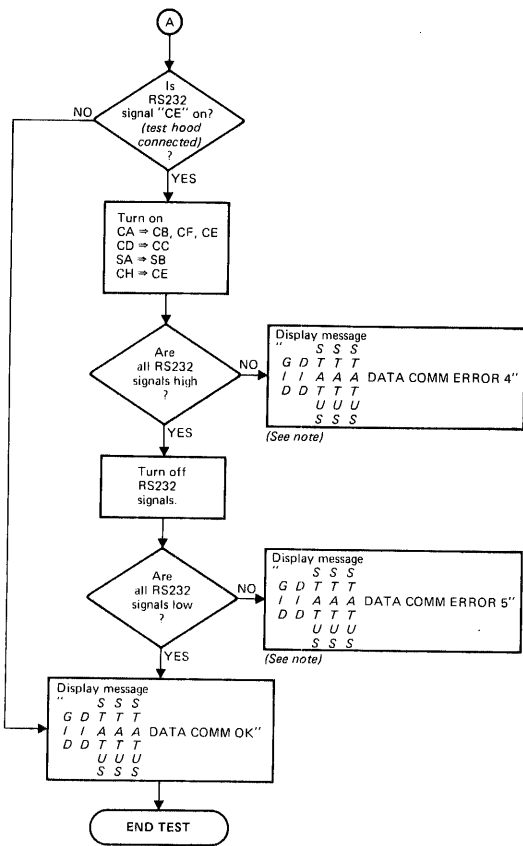 A
Is
RS232
signal "CE" on?
(test hood
connected)
?
NO
YES
Turn on
CA ⇒ CB, CF, CE
CD ⇒ CC
SA ⇒ SB
CH ⇒ CE
Are
all RS232
signals high
?
NO
YES
Display message
"
S S S
G D T T T
I I A A A DATA COMM ERROR 4"
D D T T T
U U U
S S S
(See note)
Turn off
RS232
signals.
Are
all RS232
signals low
?
NO
YES
Display message
"
S S S
G D T T T
I I A A A DATA COMM ERROR 5"
D D T T T
U U U
S S S
(See note)
Display message
"
S S S
G D T T T
I I A A A DATA COMM OK"
D D T T T
U U U
S S S
END TEST